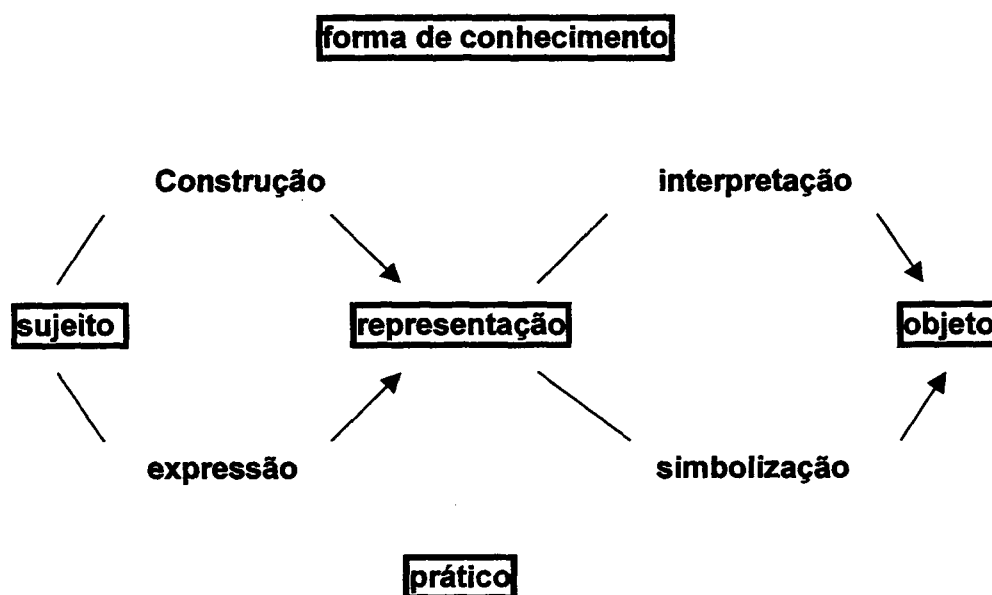 forma de conhecimento
Construção interpretação
sujeito representação objeto
expressão simbolização
prático